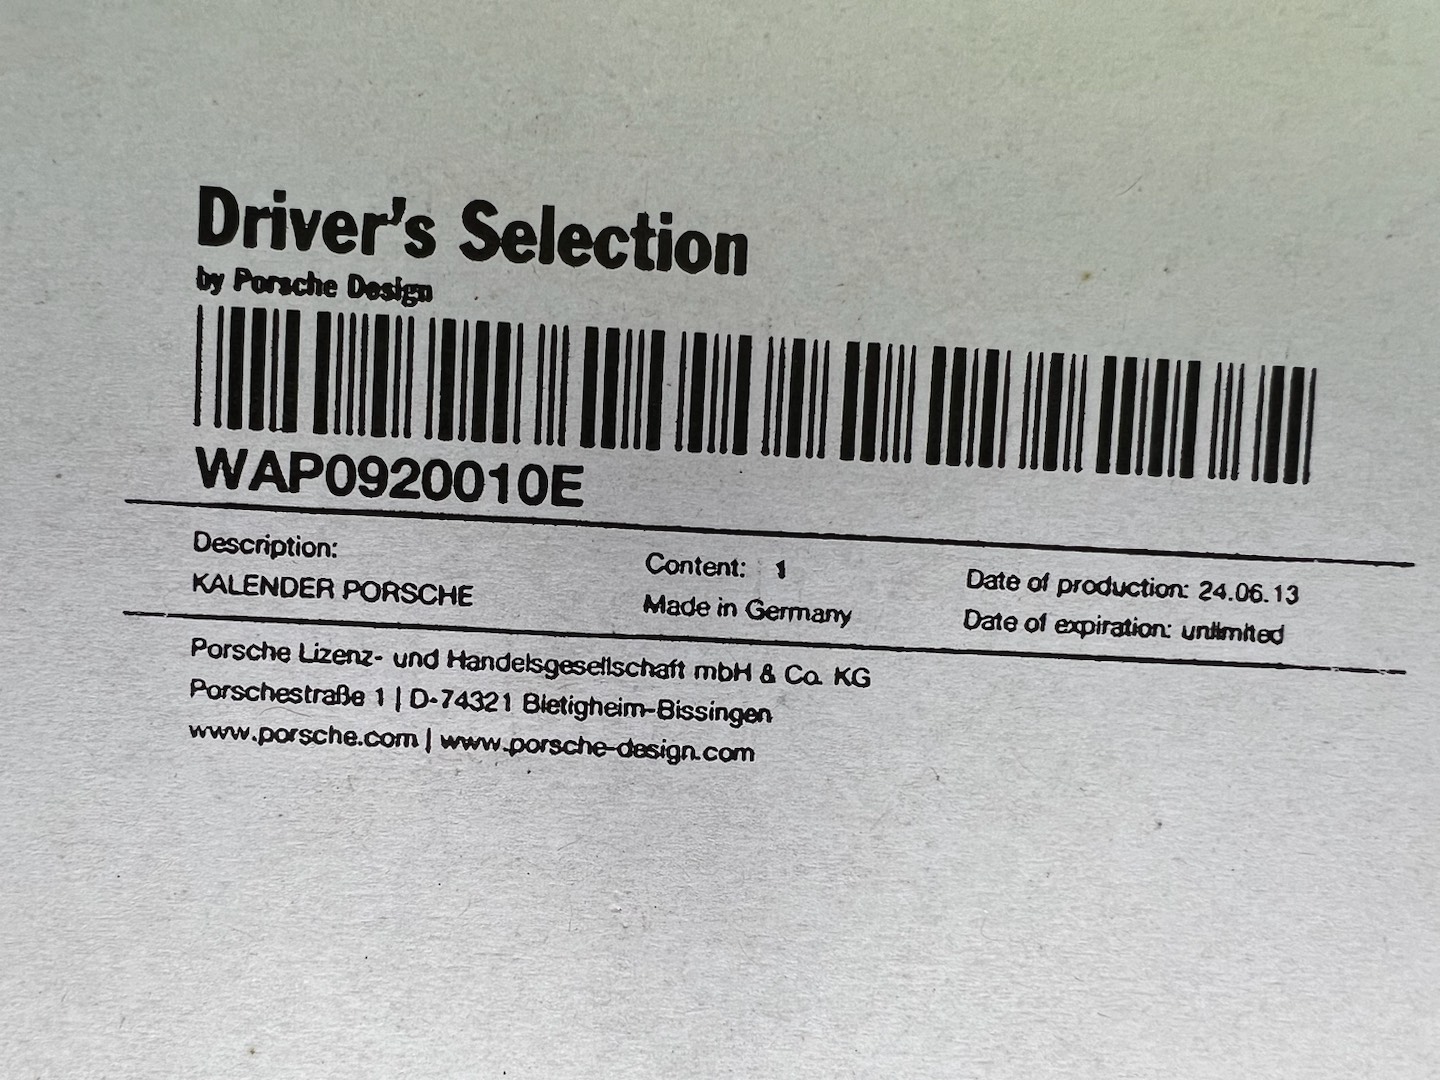 Driver's Selection
by Porsche Design
WAP0920010E
Description:
KALENDER PORSCHE
Content: 1
Made in Germany
Date of production: 24.06.13
Date of expiration: unlimited
Porsche Lizenz- und Handelsgesellschaft mbH & Co. KG
Porschestraße 1 | D-74321 Bietigheim-Bissingen
www.porsche.com | www.porsche-design.com